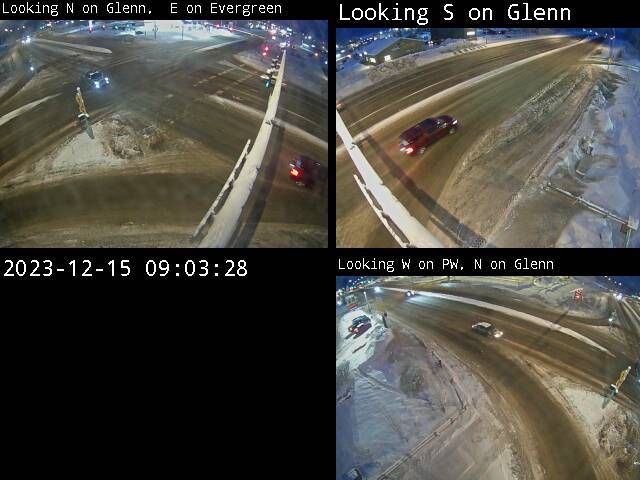 Looking N on Glenn,  E on Evergreen
Looking S on Glenn
2023-12-15 09:03:28
Looking W on PW, N on Glenn